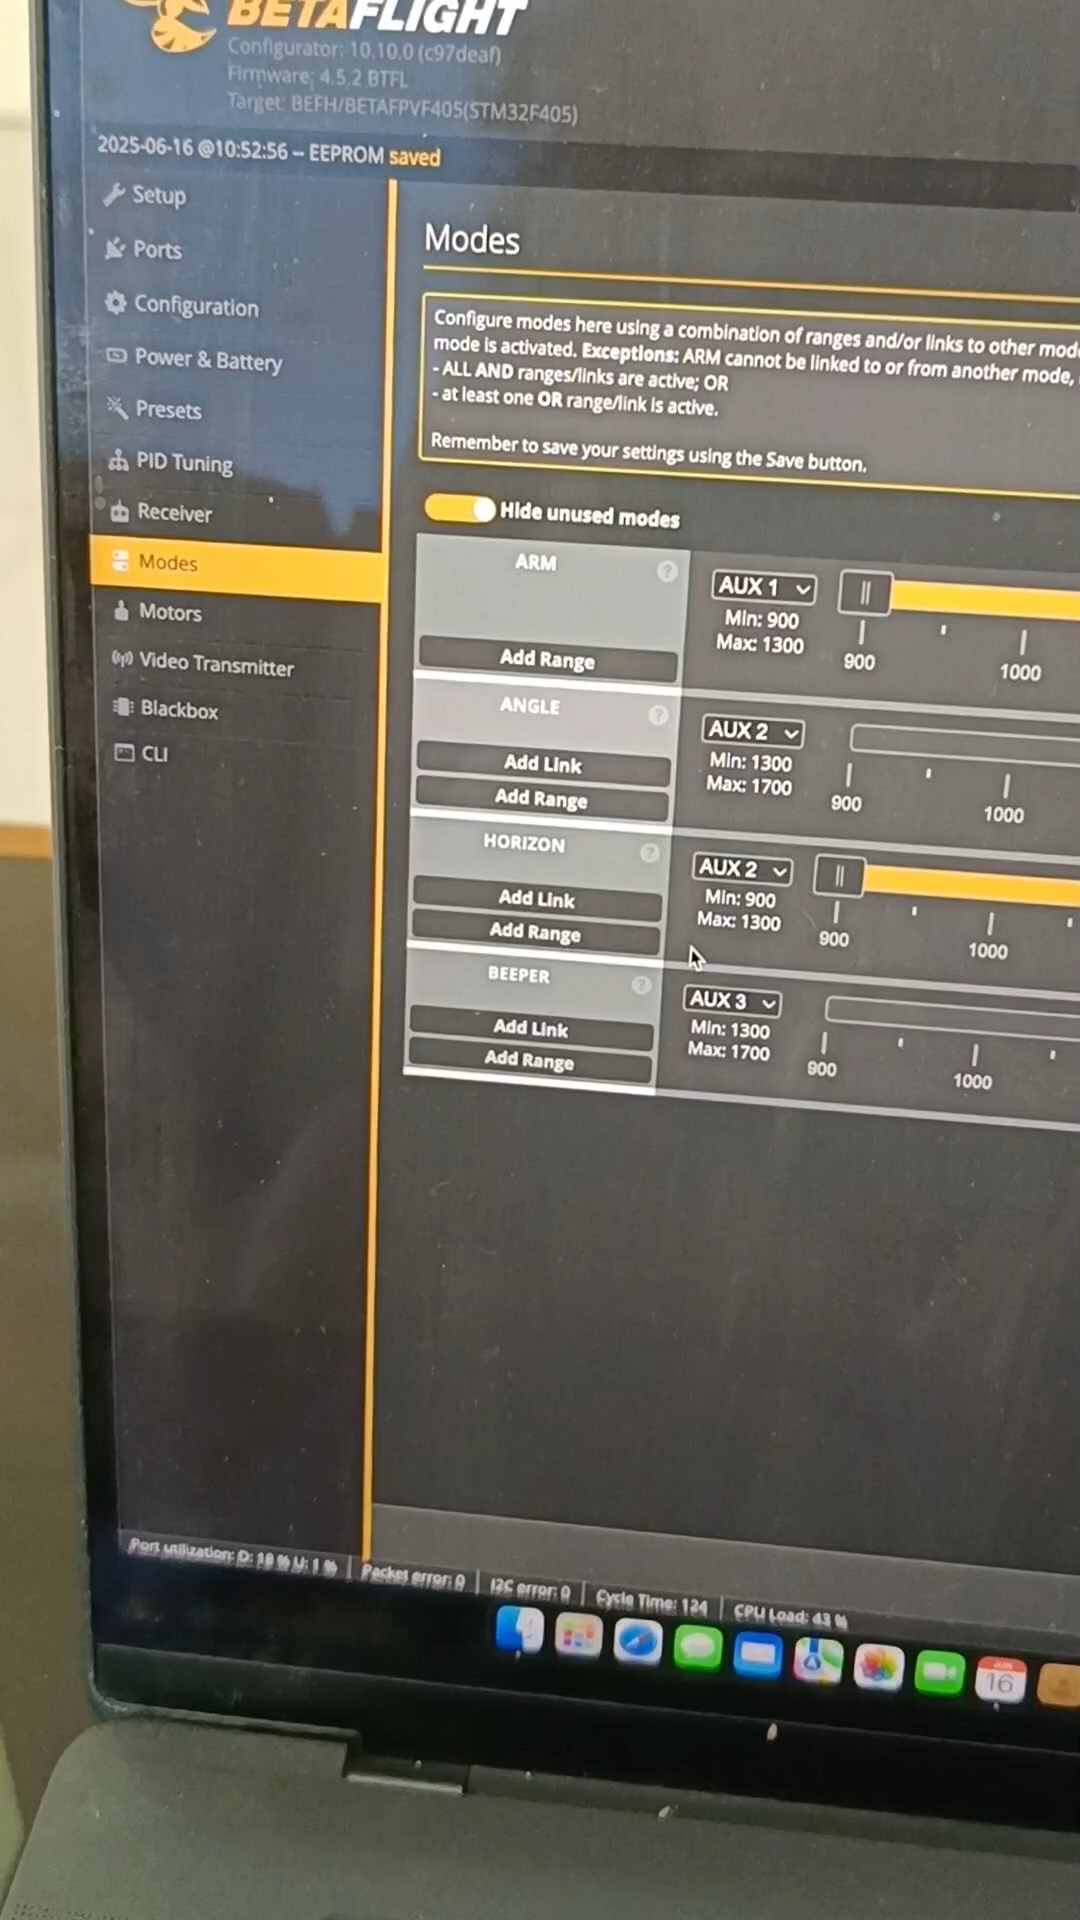 BETAFLIGHT
Configurator: 10.10.0 (c97deaf)
Firmware: 4.5.2 BTFL
Target: BEFH/BETAFPVF405(STM32F405)
2025-06-16 @10:52:56 -- EEPROM saved
Setup
Ports
Configuration
Power & Battery
Presets
PID Tuning
Receiver
Modes
Motors
Video Transmitter
Blackbox
CLI
Modes
Configure modes here using a combination of ranges and/or links to other mod
mode is activated. Exceptions: ARM cannot be linked to or from another mode,
- ALL AND ranges/links are active; OR
- at least one OR range/link is active.
Remember to save your settings using the Save button.
Hide unused modes
ARM
Add Range
AUX 1
Min: 900
Max: 1300
900
1000
ANGLE
Add Link
Add Range
AUX 2
Min: 1300
Max: 1700
900
1000
HORIZON
Add Link
Add Range
AUX 2
Min: 900
Max: 1300
900
1000
BEEPER
Add Link
Add Range
AUX 3
Min: 1300
Max: 1700
900
1000
Port utilization: D: 18 % U: 1 % Packet error: 0 I2C error: 0 Cycle Time: 124 CPU Load: 43 %
16